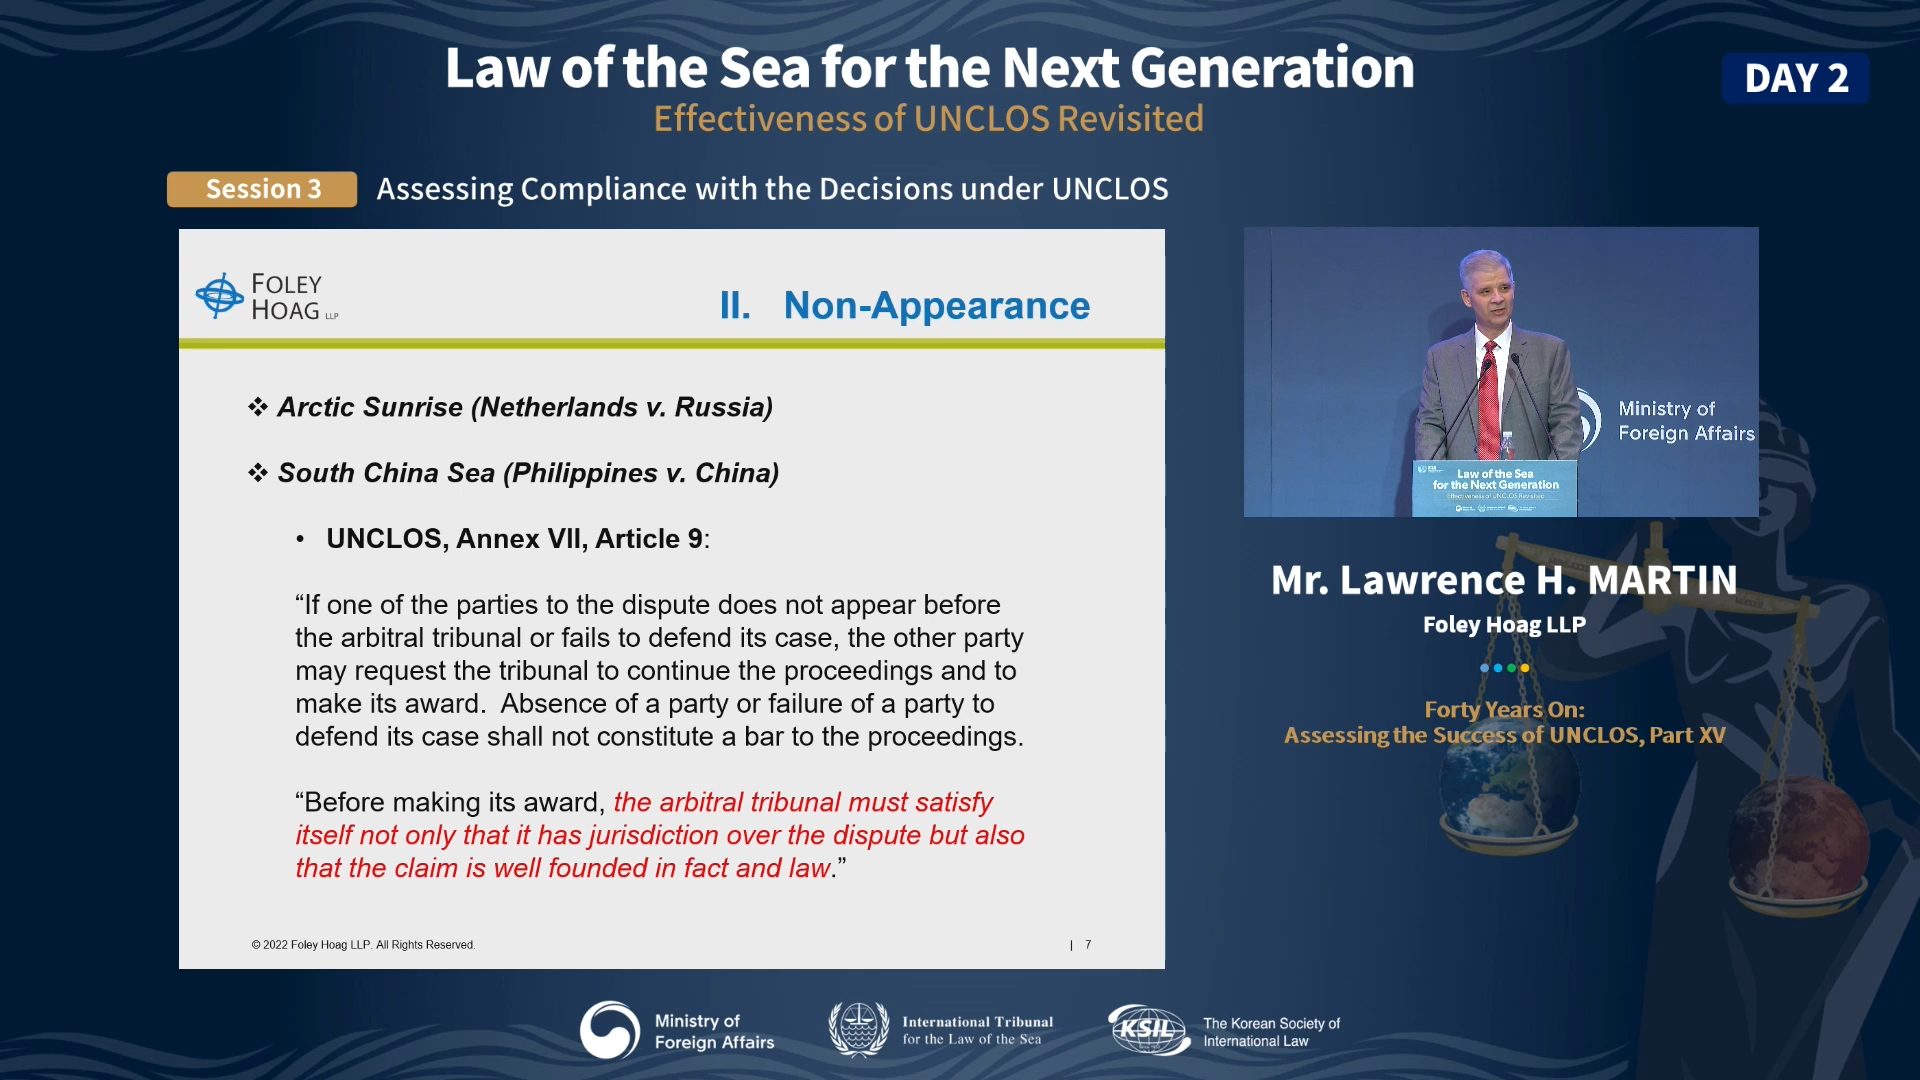 Law of the Sea for the Next Generation
Effectiveness of UNCLOS Revisited
DAY 2
Session 3
Assessing Compliance with the Decisions under UNCLOS
FOLEY
HOAG LLP
II. Non-Appearance
❖ Arctic Sunrise (Netherlands v. Russia)
❖ South China Sea (Philippines v. China)
• UNCLOS, Annex VII, Article 9:
“If one of the parties to the dispute does not appear before
the arbitral tribunal or fails to defend its case, the other party
may request the tribunal to continue the proceedings and to
make its award. Absence of a party or failure of a party to
defend its case shall not constitute a bar to the proceedings.
“Before making its award, the arbitral tribunal must satisfy
itself not only that it has jurisdiction over the dispute but also
that the claim is well founded in fact and law.”
© 2022 Foley Hoag LLP. All Rights Reserved.
| 7
Ministry of
Foreign Affairs
Law of the Sea
for the Next Generation
Effectiveness of UNCLOS Revisited
Mr. Lawrence H. MARTIN
Foley Hoag LLP
Forty Years On:
Assessing the Success of UNCLOS, Part XV
Ministry of
Foreign Affairs
International Tribunal
for the Law of the Sea
KSIL
The Korean Society of
International Law